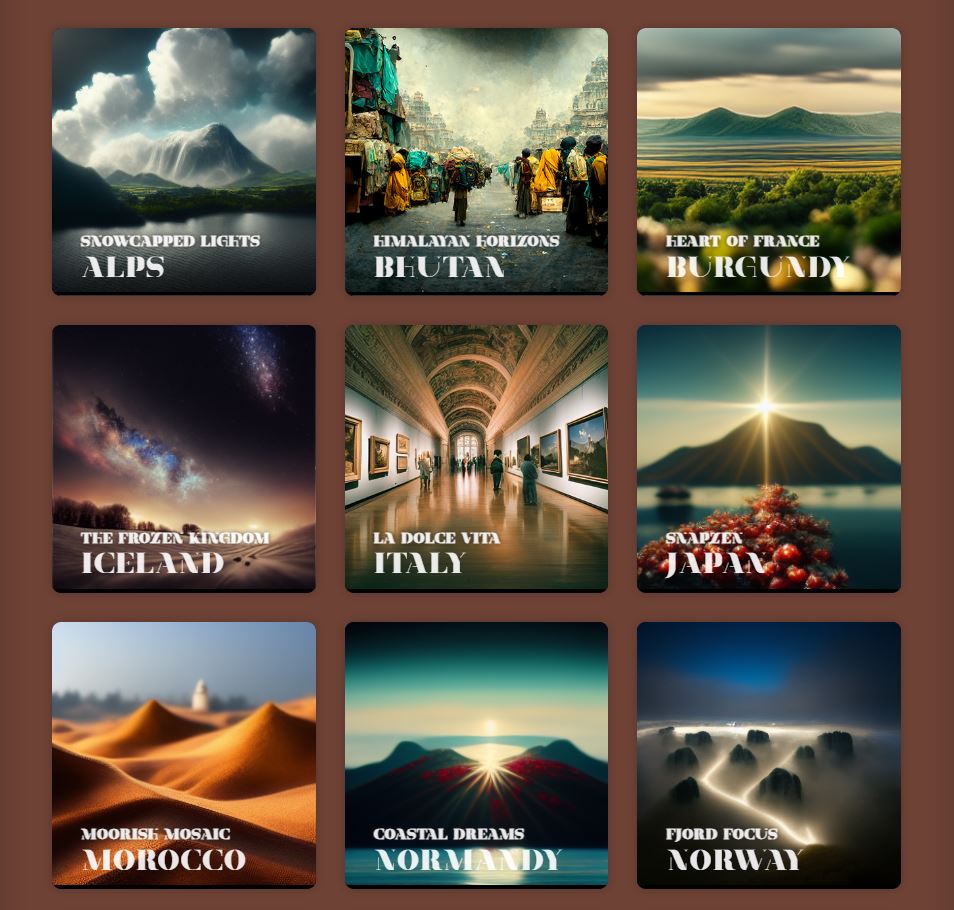 SNOWCAPPED LIGHTS
ALPS
HIMALAYAN HORIZONS
BHUTAN
HEART OF FRANCE
BURGUNDY
THE FROZEN KINGDOM
ICELAND
LA DOLCE VITA
ITALY
SNAPZEN
JAPAN
MOORISH MOSAIC
MOROCCO
COASTAL DREAMS
NORMANDY
FJORD FOCUS
NORWAY